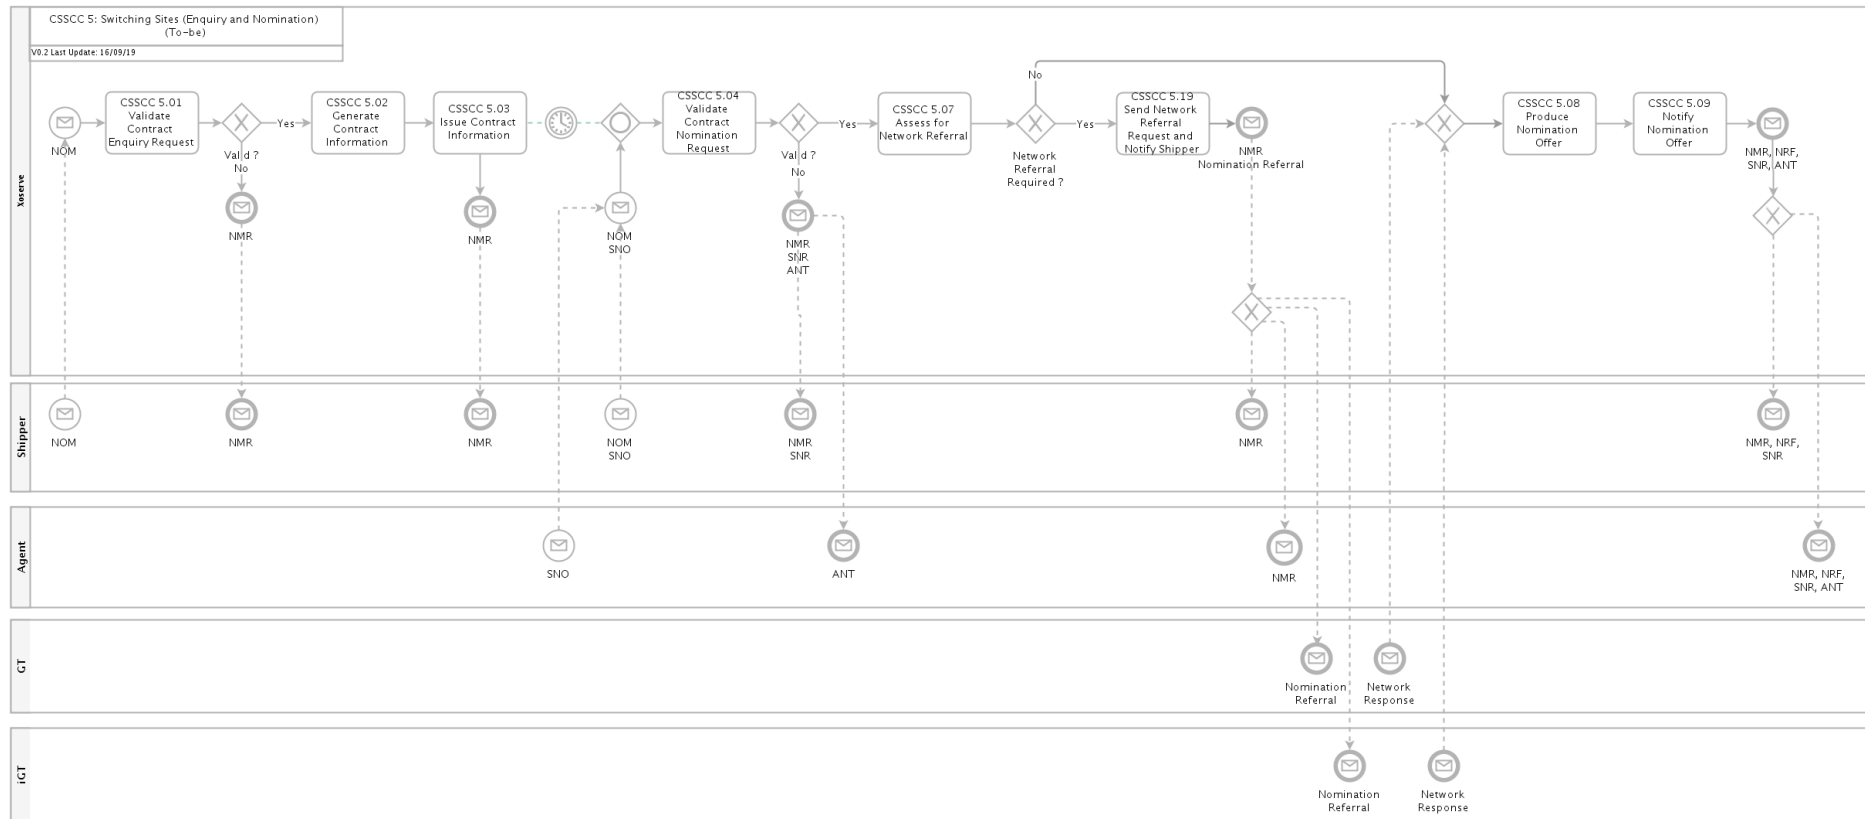 CSSCC 5: Switching Sites (Enquiry and Nomination)
(To-be)
V0.2 Last Update: 16/09/19
Xoserve
NOM
CSSCC 5.01
Validate
Contract
Enquiry Request
Valid ?
Yes
No
NMR
CSSCC 5.02
Generate
Contract
Information
CSSCC 5.03
Issue Contract
Information
NMR
NOM
SNO
CSSCC 5.04
Validate
Contract
Nomination
Request
Valid ?
Yes
No
NMR
SNR
ANT
CSSCC 5.07
Assess for
Network Referral
No
Yes
Network
Referral
Required ?
CSSCC 5.19
Send Network
Referral
Request and
Notify Shipper
NMR
Nomination Referral
CSSCC 5.08
Produce
Nomination
Offer
CSSCC 5.09
Notify
Nomination
Offer
NMR, NRF,
SNR, ANT
Shipper
NOM
NMR
NMR
NOM
SNO
NMR
SNR
NMR
NMR, NRF,
SNR
Agent
SNO
ANT
NMR
NMR, NRF,
SNR, ANT
GT
Nomination
Referral
Network
Response
iGT
Nomination
Referral
Network
Response